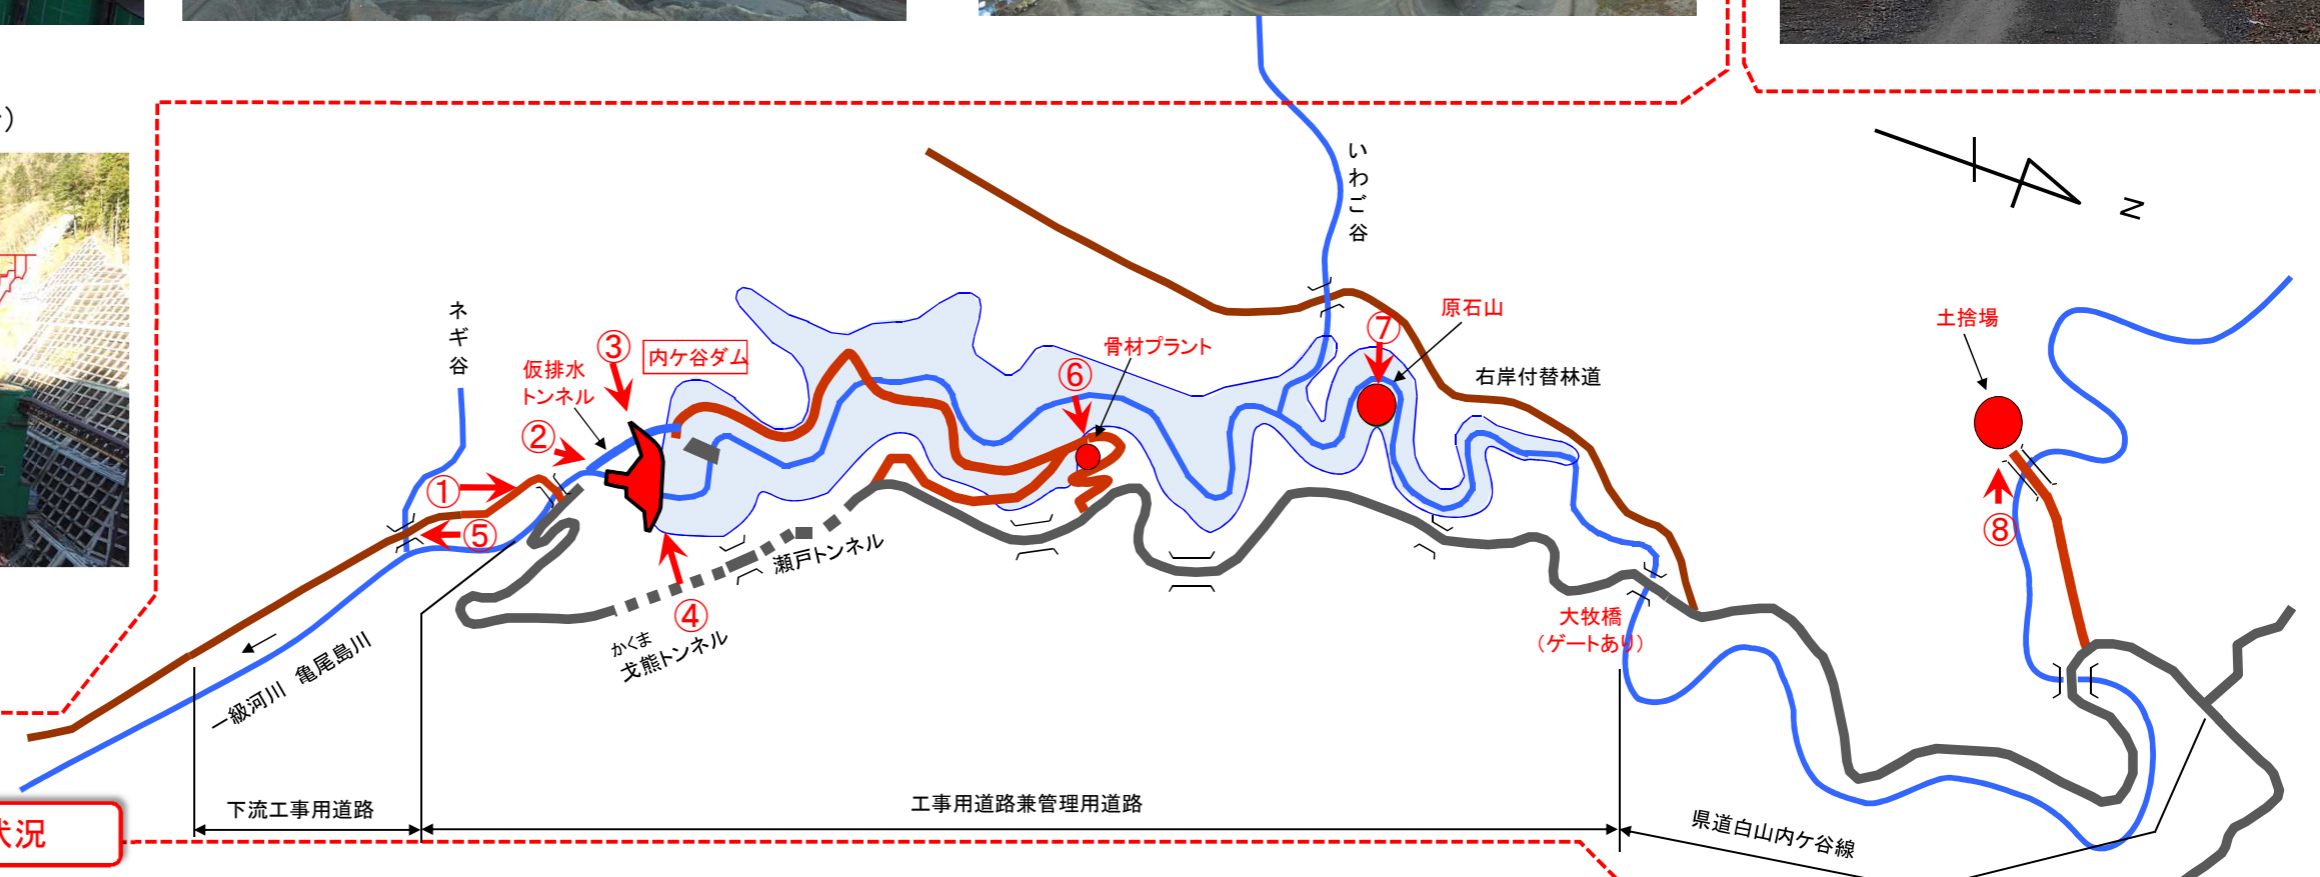 いわご谷
N
ネギ谷
原石山
土捨場
⑦
③
内ケ谷ダム
骨材プラント
仮排水
トンネル
⑥
右岸付替林道
②
①
⑤
⑧
瀬戸トンネル
④
かくま
戈熊トンネル
大牧橋
（ゲートあり）
一級河川 亀尾島川
下流工事用道路
工事用道路兼管理用道路
県道白山内ケ谷線
状況